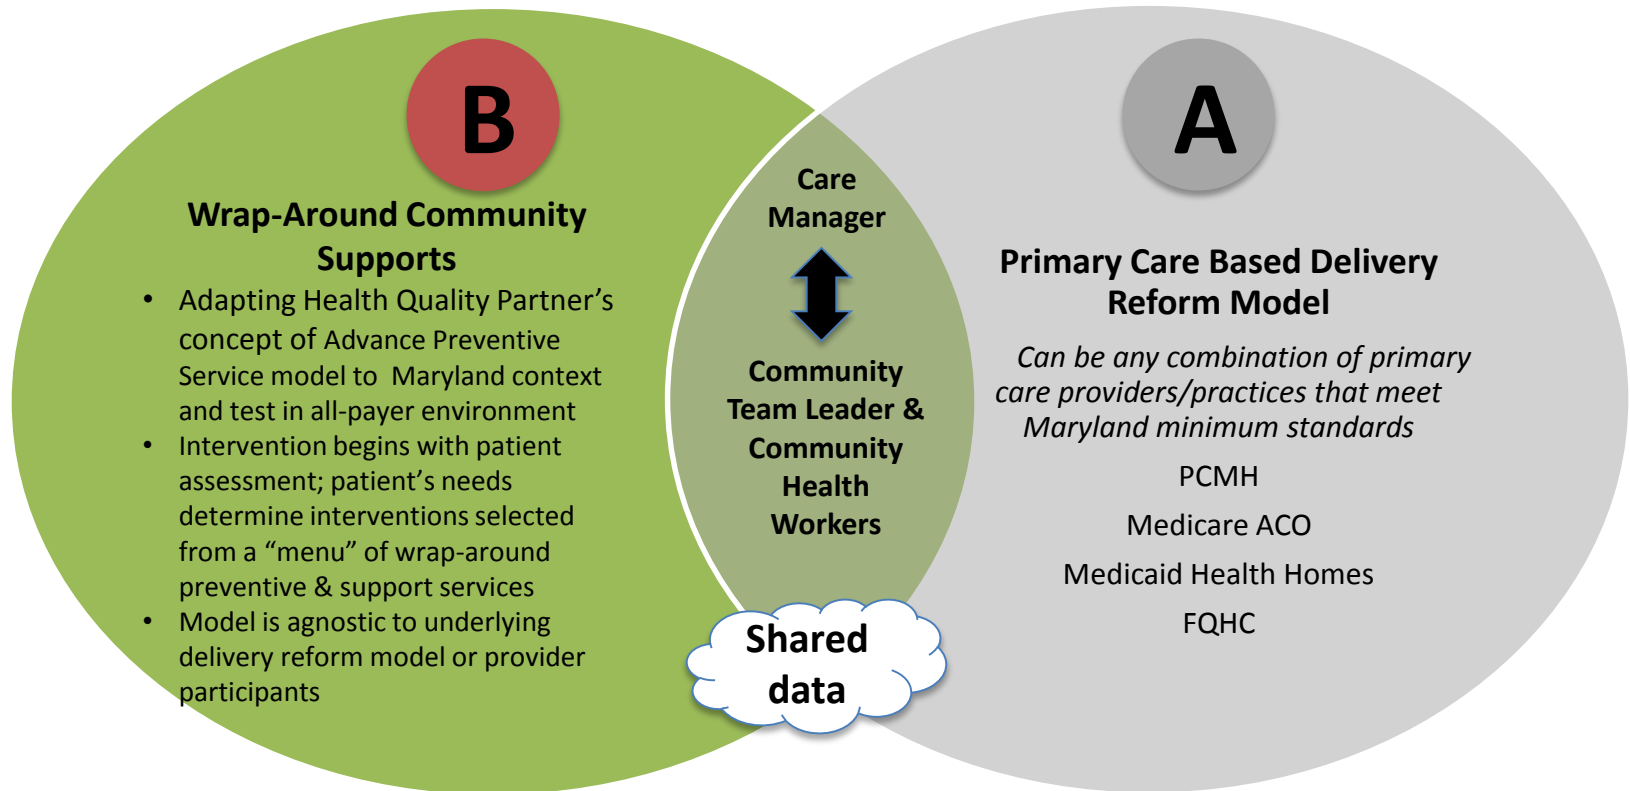 B
Wrap-Around Community
Supports
• Adapting Health Quality Partner’s
concept of Advance Preventive
Service model to Maryland context
and test in all-payer environment
• Intervention begins with patient
assessment; patient’s needs
determine interventions selected
from a “menu” of wrap-around
preventive & support services
• Model is agnostic to underlying
delivery reform model or provider
participants
Care
Manager
Community
Team Leader &
Community
Health
Workers
Shared
data
A
Primary Care Based Delivery
Reform Model
Can be any combination of primary
care providers/practices that meet
Maryland minimum standards
PCMH
Medicare ACO
Medicaid Health Homes
FQHC